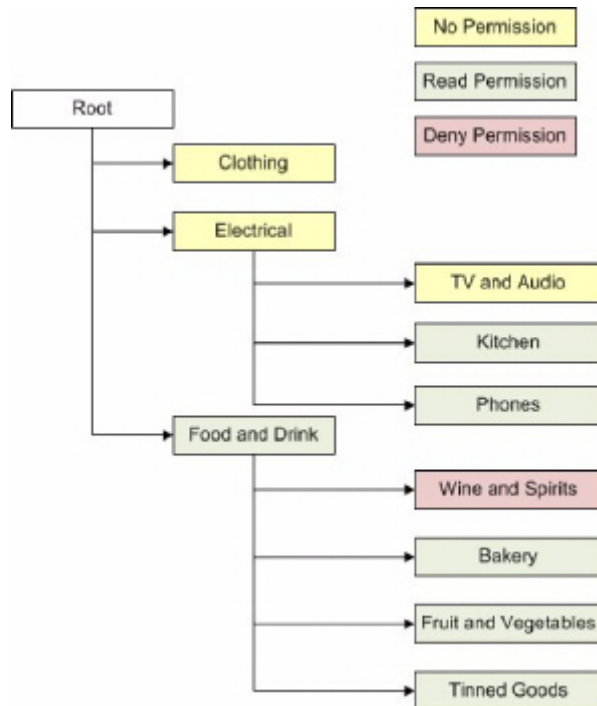 No Permission
Read Permission
Deny Permission
Root
Clothing
Electrical
TV and Audio
Kitchen
Phones
Food and Drink
Wine and Spirits
Bakery
Fruit and Vegetables
Tinned Goods